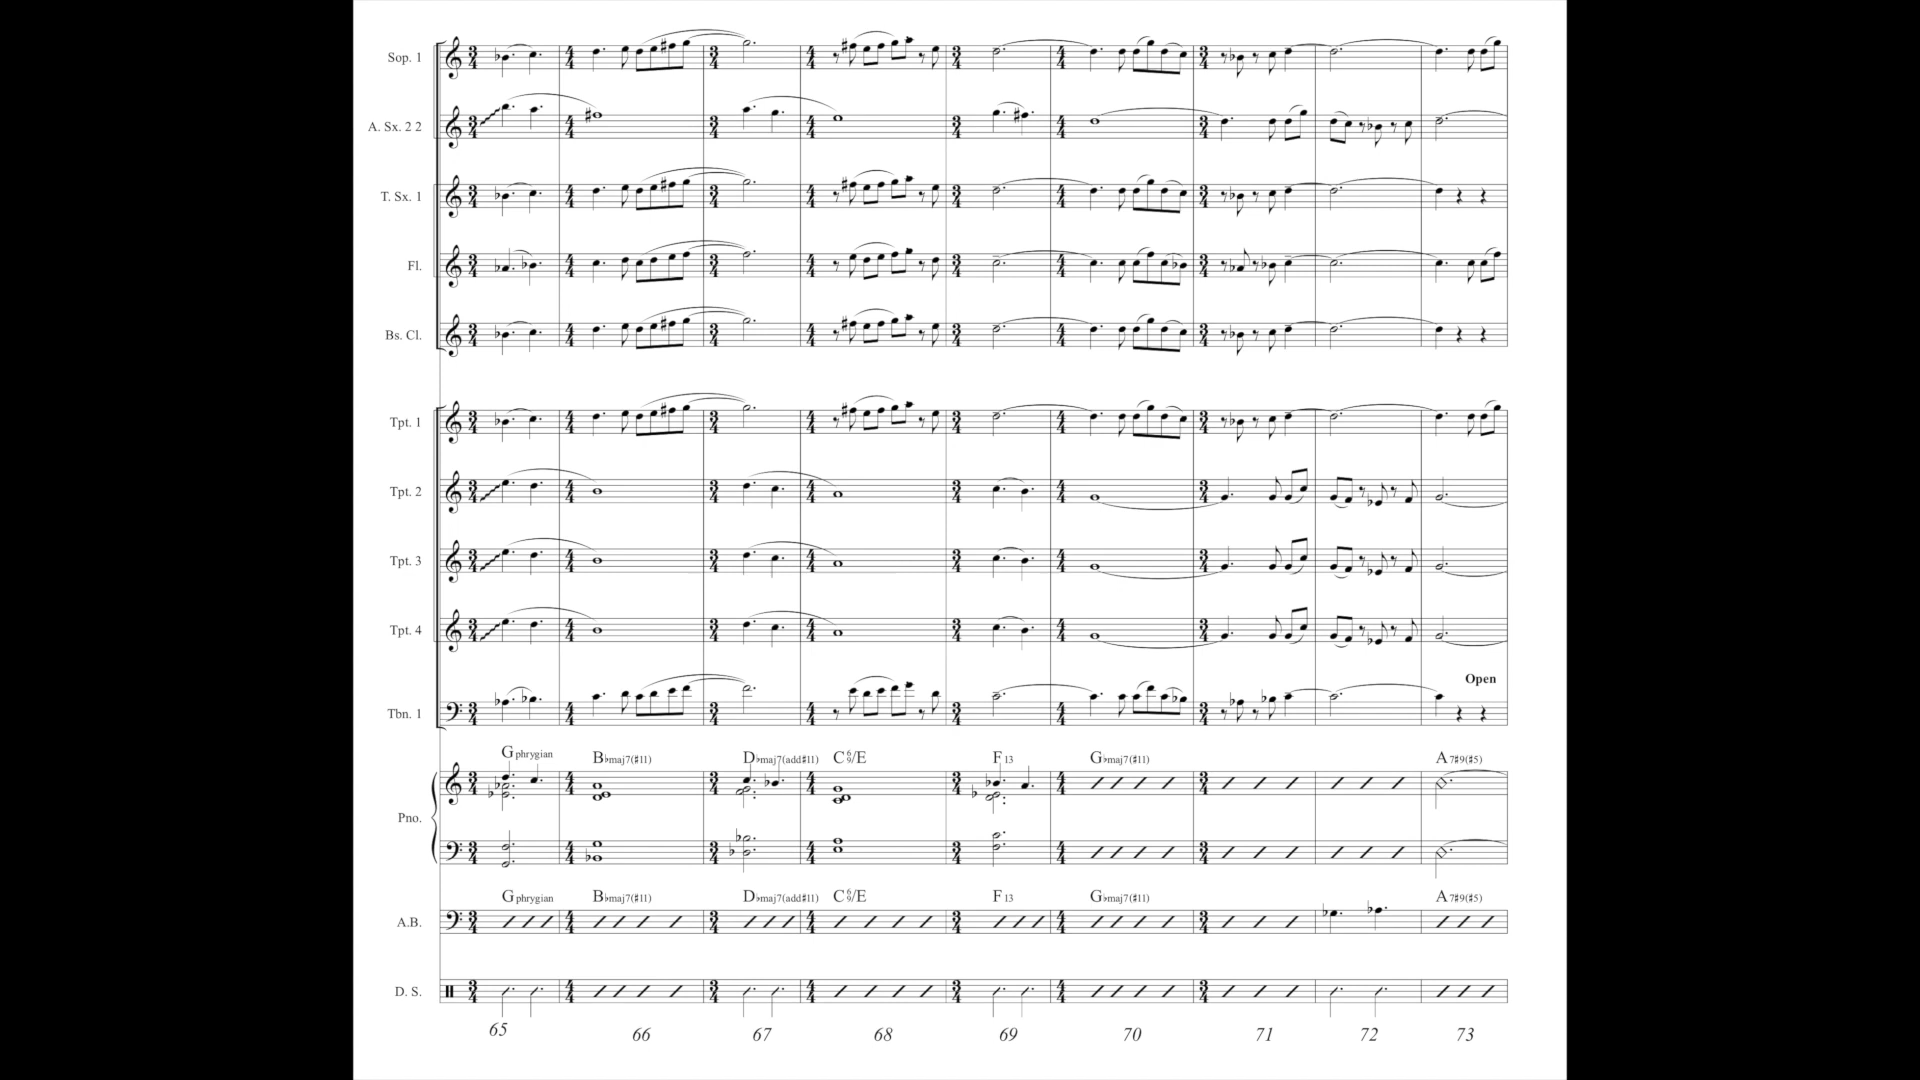 Sop. 1
A. Sx. 2 2
T. Sx. 1
Fl.
Bs. Cl.
Tpt. 1
Tpt. 2
Tpt. 3
Tpt. 4
Open
Tbn. 1
G phrygian B♭maj7(♯11) D♭maj7(add♯11) C6/9/E F13 G♭maj7(♯11) A7♯9(♯5)
Pno.
G phrygian B♭maj7(♯11) D♭maj7(add♯11) C6/9/E F13 G♭maj7(♯11) A7♯9(♯5)
A.B.
D. S.
65 66 67 68 69 70 71 72 73